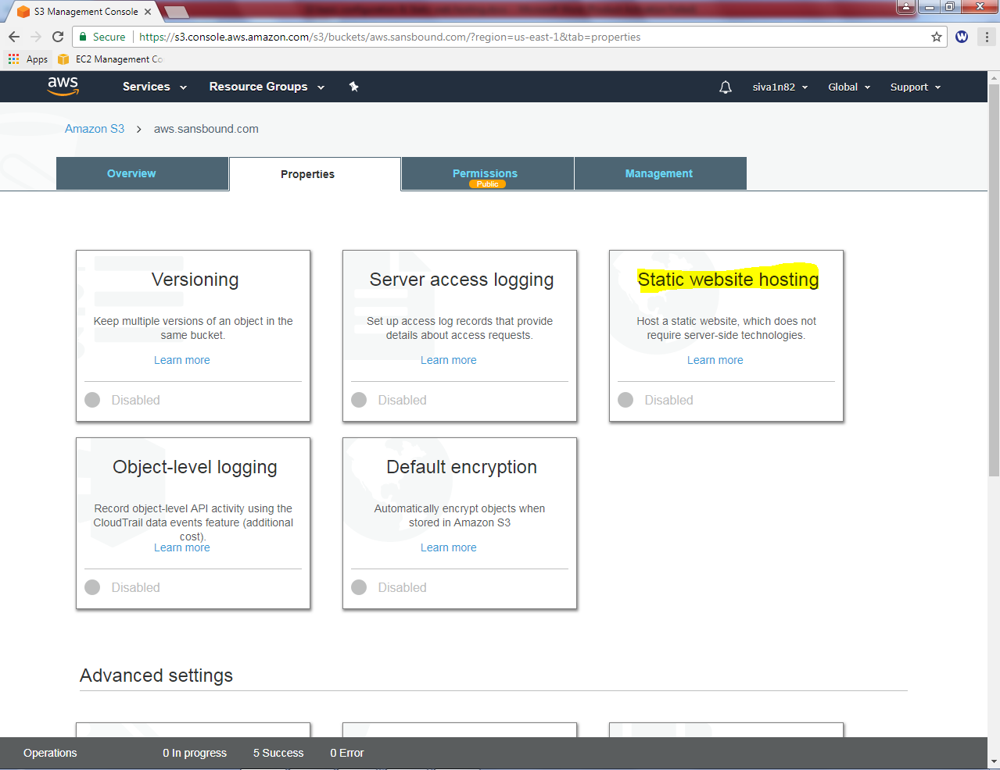 S3 Management Console
Secure https://s3.console.aws.amazon.com/s3/buckets/aws.sansbound.com/?region=us-east-1&tab=properties
W
Apps EC2 Management Co
aws Services Resource Groups siva1n82 Global Support
Amazon S3 > aws.sansbound.com
Overview Properties Permissions Management
Public
Versioning
Keep multiple versions of an object in the
same bucket.
Learn more
Disabled
Server access logging
Set up access log records that provide
details about access requests.
Learn more
Disabled
Static website hosting
Host a static website, which does not
require server-side technologies.
Learn more
Disabled
Object-level logging
Record object-level API activity using the
CloudTrail data events feature (additional
cost).
Learn more
Disabled
Default encryption
Automatically encrypt objects when
stored in Amazon S3
Learn more
Disabled
Advanced settings
Operations 0 In progress 5 Success 0 Error